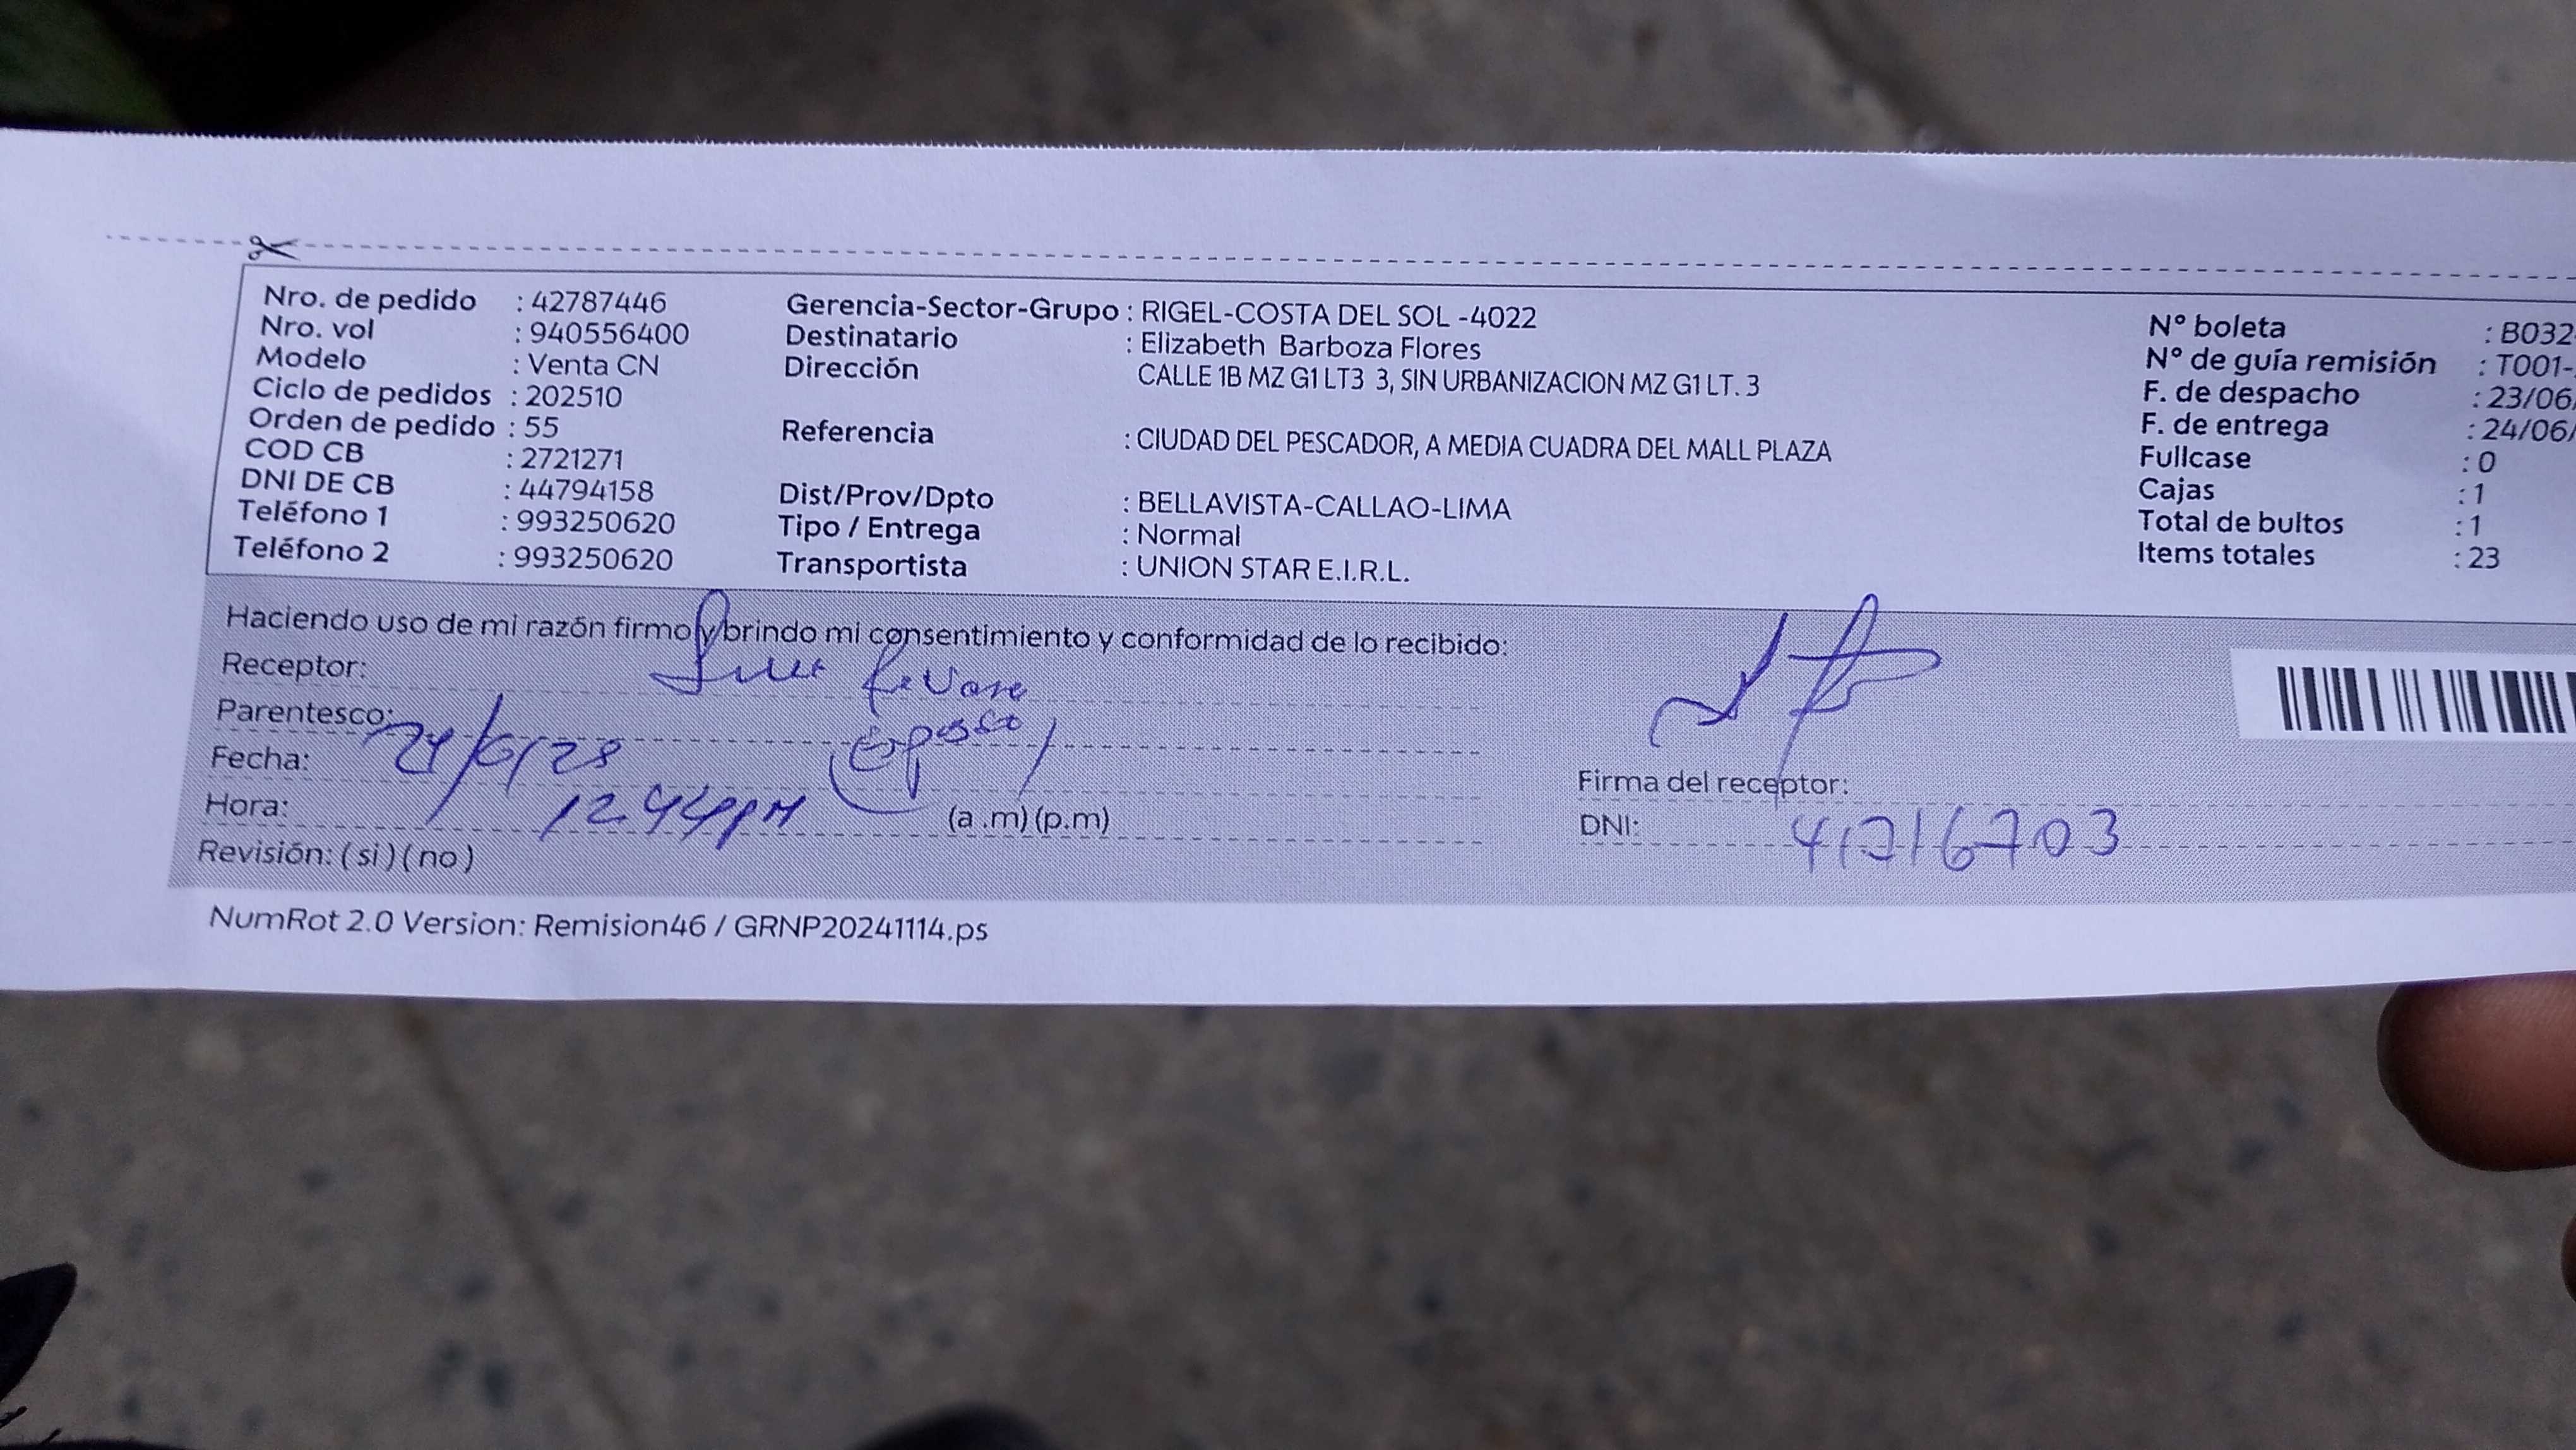 Nro. de pedido : 42787446
Nro. vol : 940556400
Modelo : Venta CN
Ciclo de pedidos : 202510
Orden de pedido : 55
COD CB : 2721271
DNI DE CB : 44794158
Teléfono 1 : 993250620
Teléfono 2 : 993250620
Gerencia-Sector-Grupo : RIGEL-COSTA DEL SOL -4022
Destinatario : Elizabeth Barboza Flores
Dirección CALLE 1B MZ G1 LT3 3, SIN URBANIZACION MZ G1 LT. 3
Referencia : CIUDAD DEL PESCADOR, A MEDIA CUADRA DEL MALL PLAZA
Dist/Prov/Dpto : BELLAVISTA-CALLAO-LIMA
Tipo / Entrega : Normal
Transportista : UNION STAR E.I.R.L.
N° boleta : B032
N° de guía remisión : T001-
F. de despacho : 23/06/
F. de entrega : 24/06/
Fullcase : 0
Cajas : 1
Total de bultos : 1
Items totales : 23
Haciendo uso de mi razón firmo y brindo mi consentimiento y conformidad de lo recibido:
Receptor:
Parentesco:
Fecha:
Hora: 12 44 pm (a .m) (p.m)
Revisión: ( si ) ( no )
Firma del receptor:
DNI: 41716703
NumRot 2.0 Version: Remision46 / GRNP20241114.ps